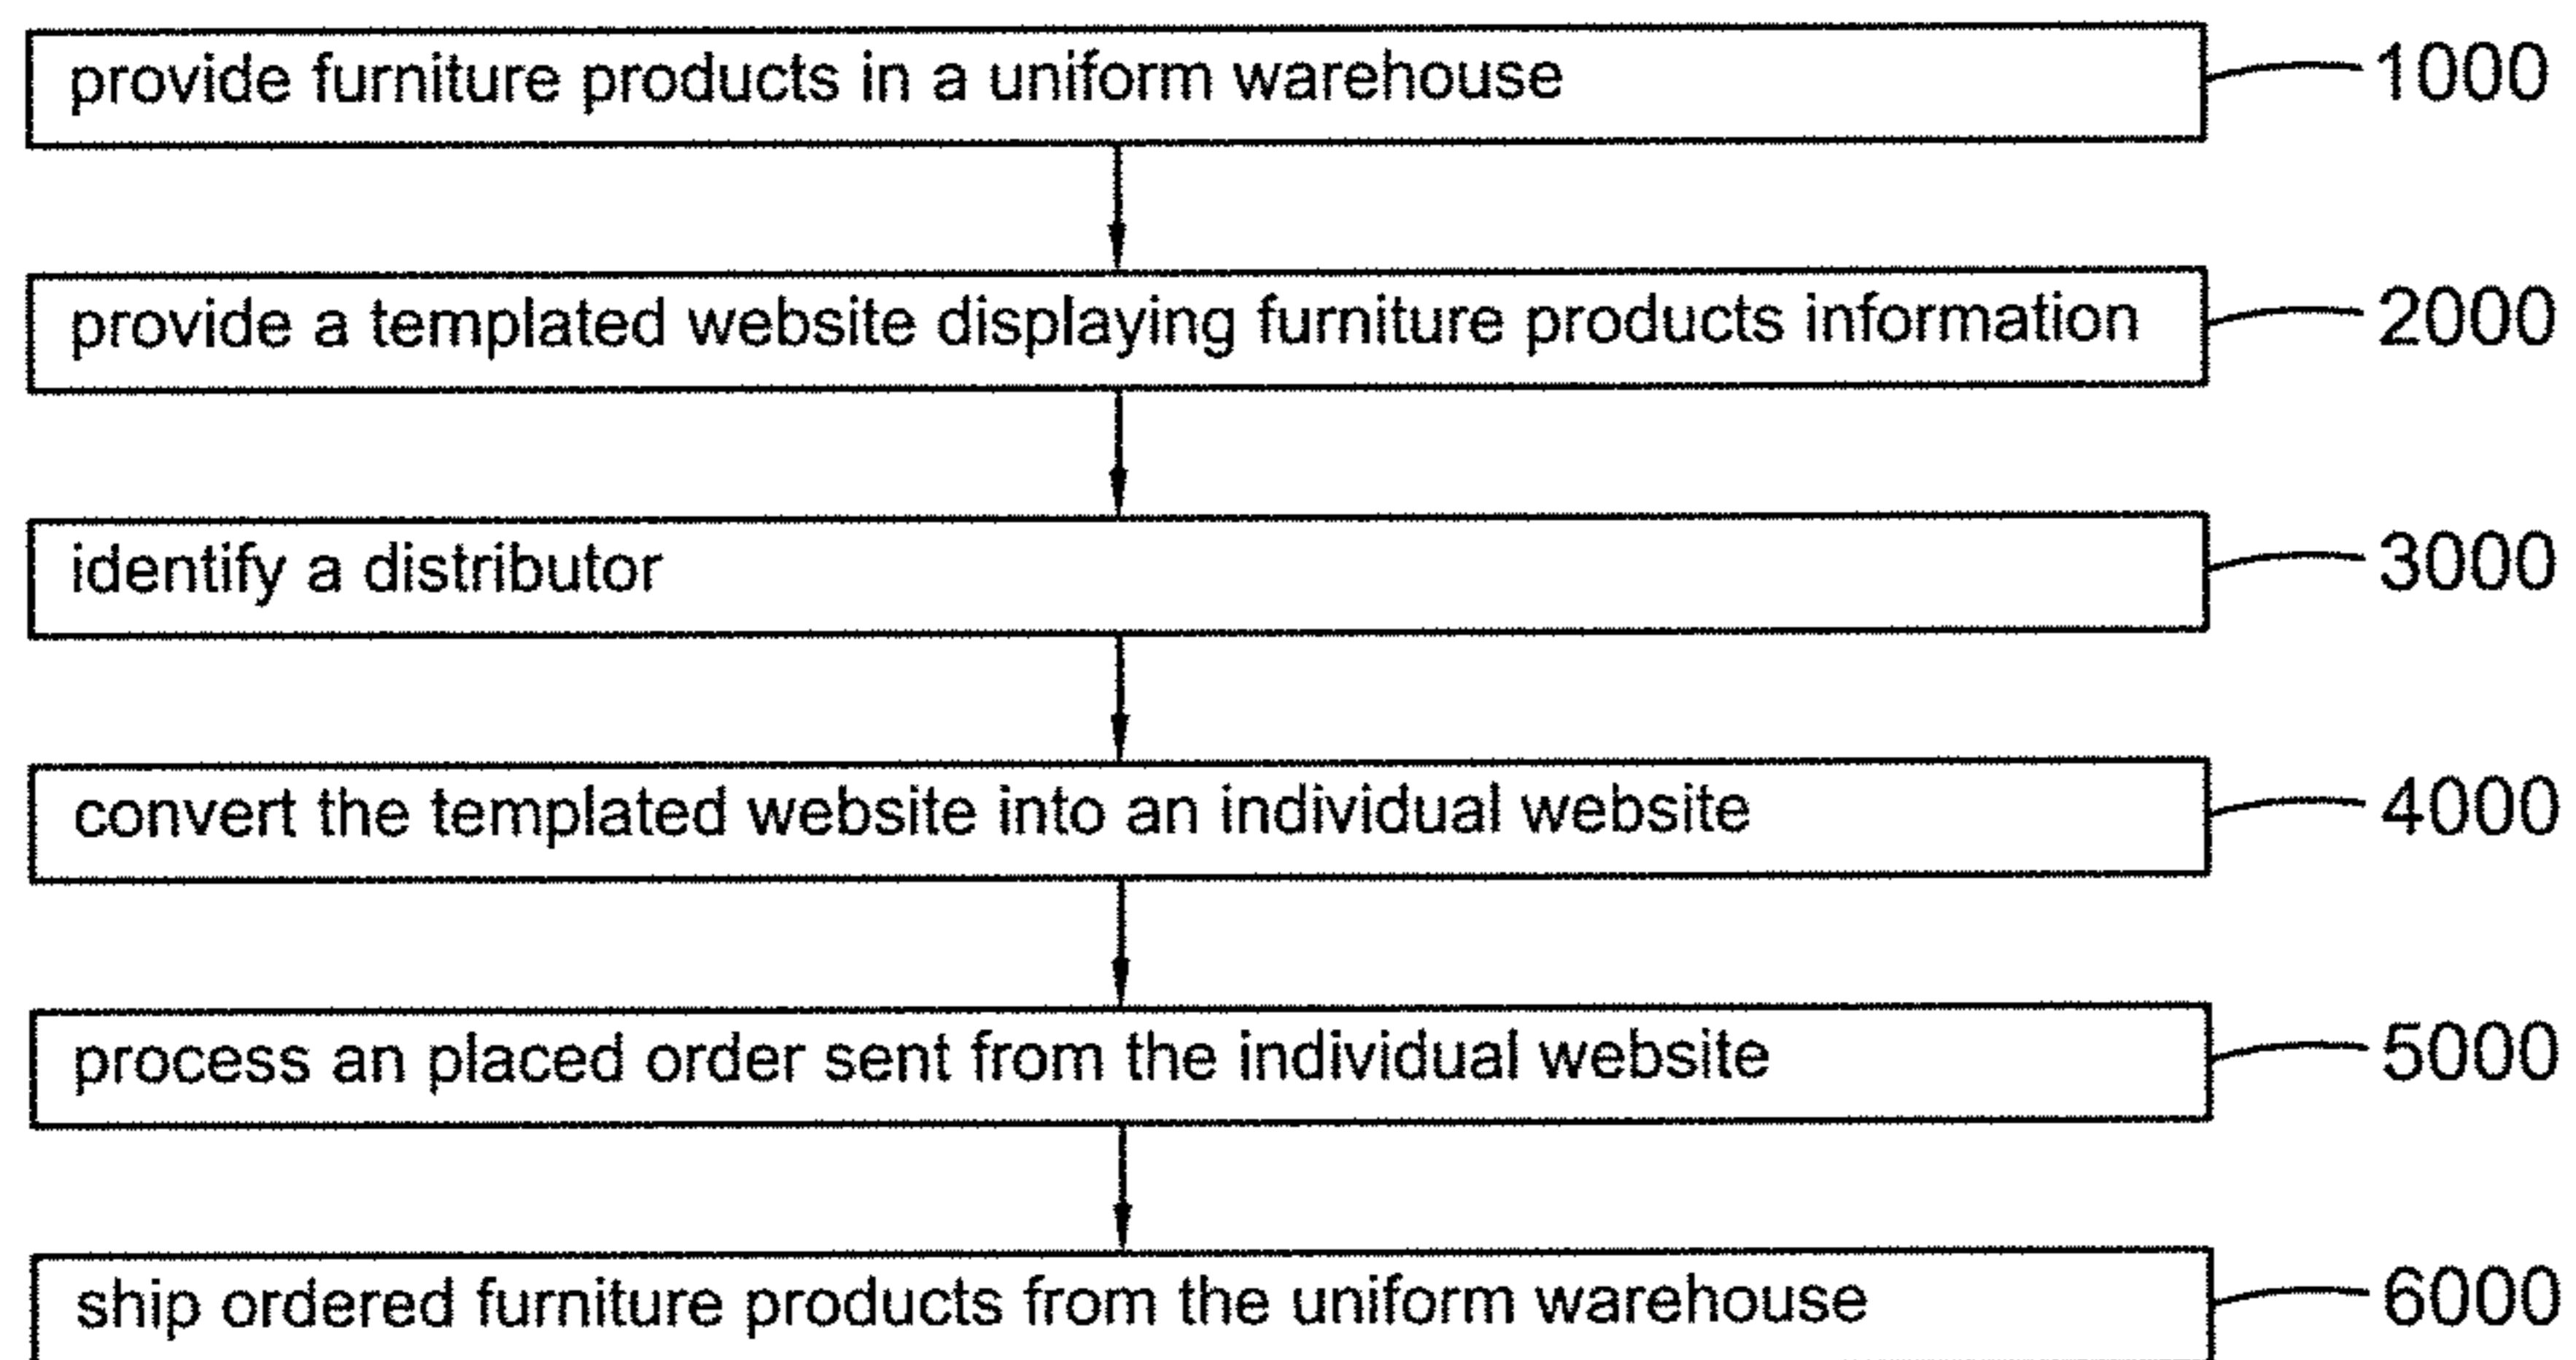 provide furniture products in a uniform warehouse 1000
provide a templated website displaying furniture products information 2000
identify a distributor 3000
convert the templated website into an individual website 4000
process an placed order sent from the individual website 5000
ship ordered furniture products from the uniform warehouse 6000